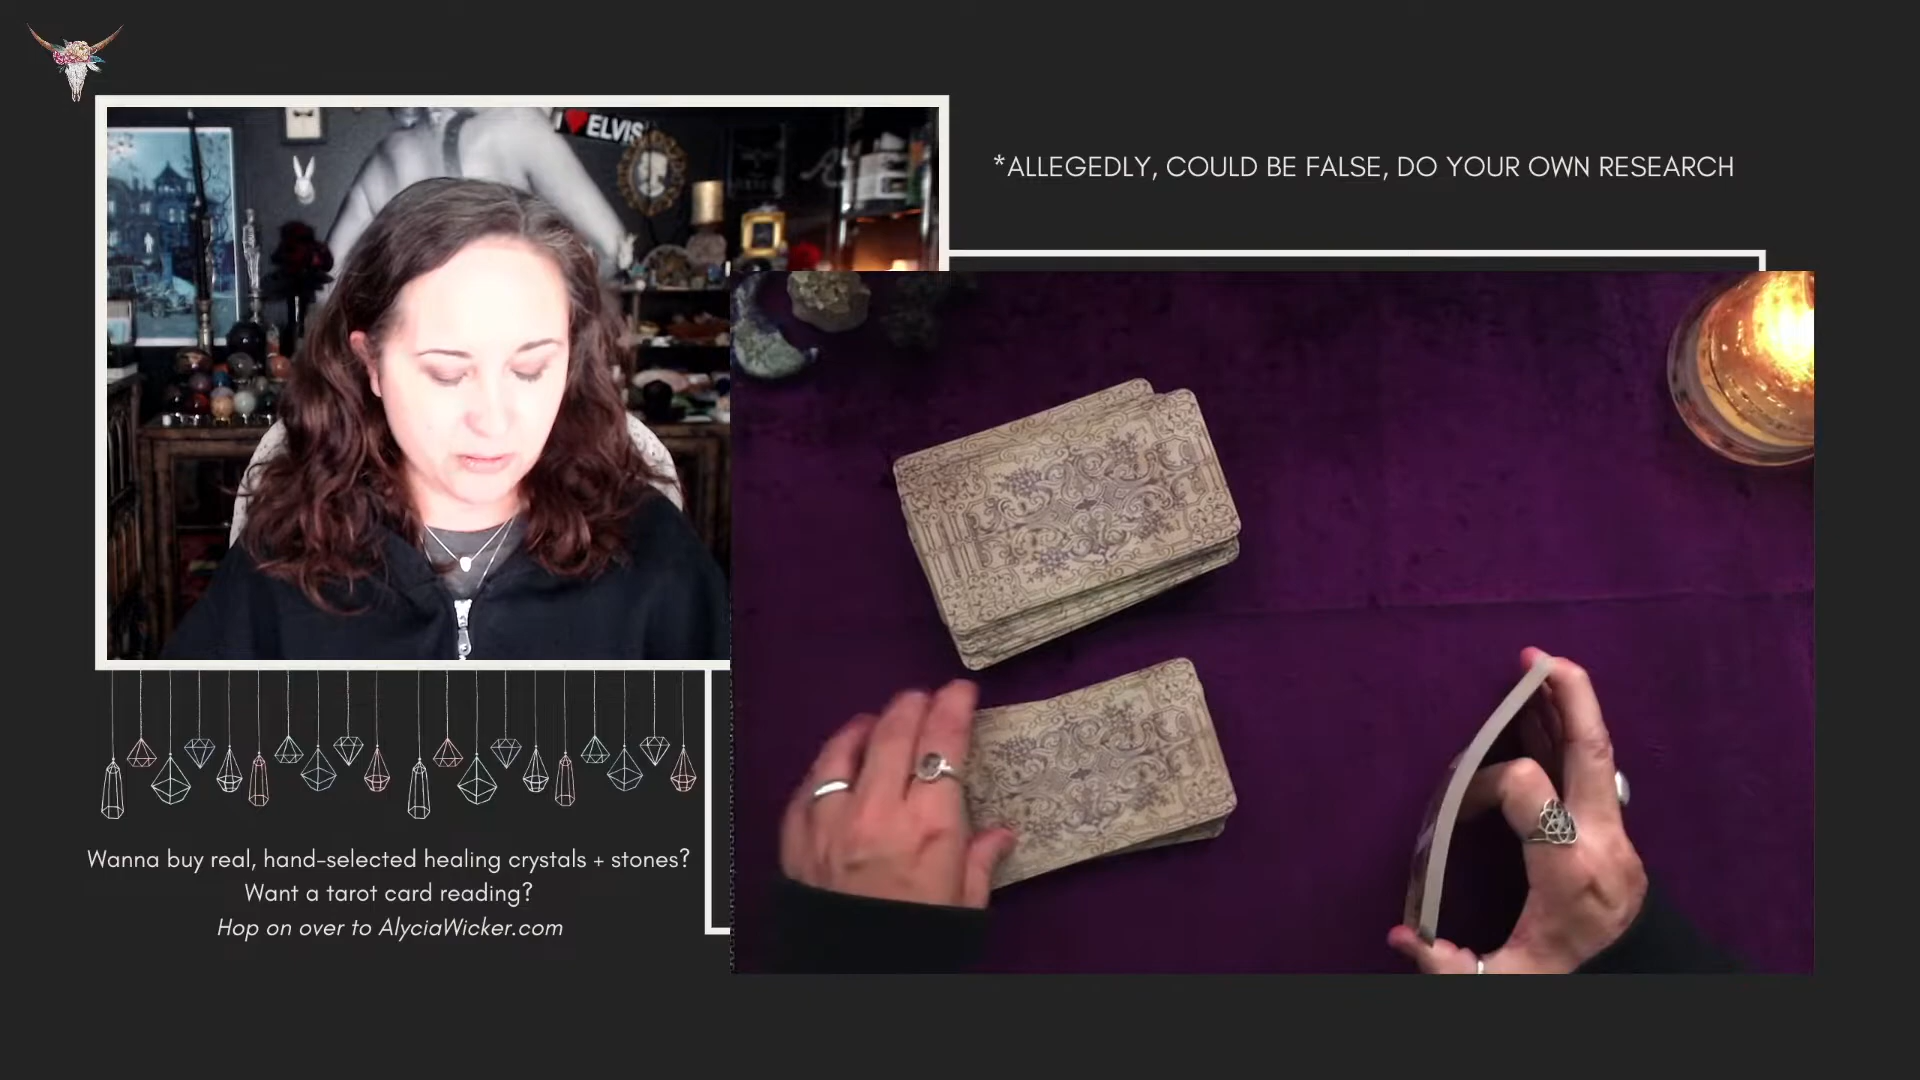 I ❤ ELVIS
*ALLEGEDLY, COULD BE FALSE, DO YOUR OWN RESEARCH
Wanna buy real, hand-selected healing crystals + stones?
Want a tarot card reading?
Hop on over to AlyciaWicker.com